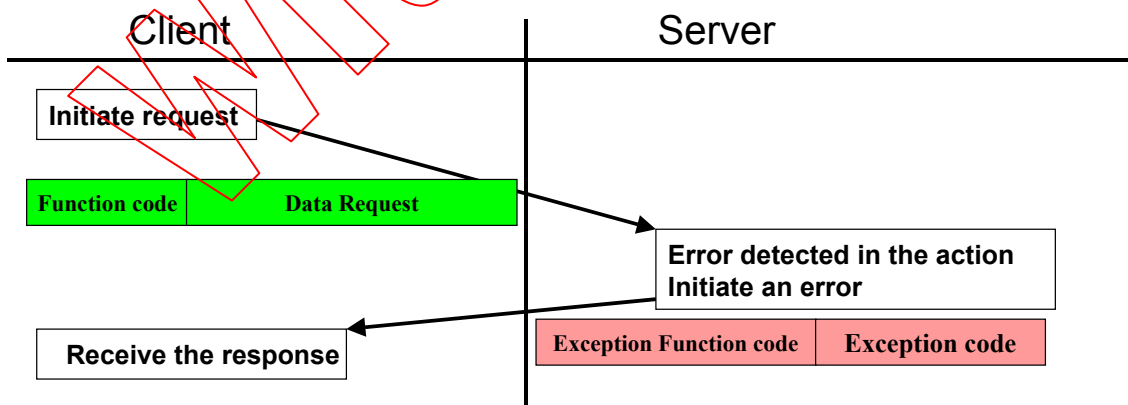 Client
Server
Initiate request
Function code
Data Request
Error detected in the action
Initiate an error
Exception Function code
Exception code
Receive the response